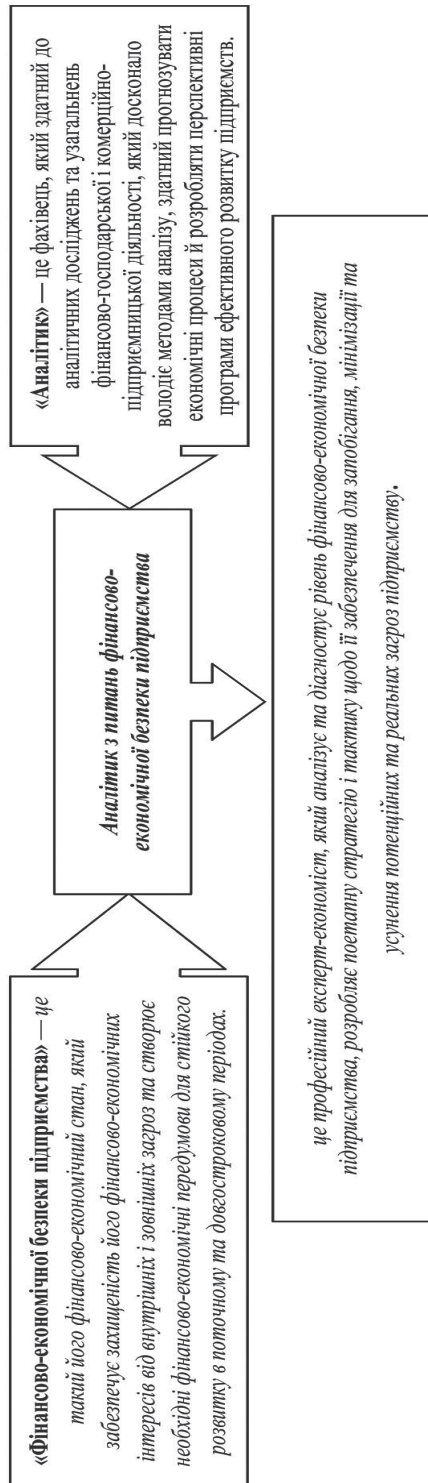 «Фінансово-економічної безпеки підприємства» — це
такий його фінансово-економічний стан, який
забезпечує захищеність його фінансово-економічних
інтересів від внутрішніх і зовнішніх загроз та створює
необхідні фінансово-економічні передумови для стійкого
розвитку в поточному та довгостроковому періодах.
Аналітик з питань фінансово-
економічної безпеки підприємства
«Аналітик» — це фахівець, який здатний до
аналітичних досліджень та узагальнень
фінансово-господарської і комерційно-
підприємницької діяльності, який досконало
володіє методами аналізу, здатний прогнозувати
економічні процеси й розробляти перспективні
програми ефективного розвитку підприємств.
це професійний експерт-економіст, який аналізує та діагностує рівень фінансово-економічної безпеки
підприємства, розробляє поетапну стратегію і тактику щодо її забезпечення для запобігання, мінімізації та
усунення потенційних та реальних загроз підприємству.